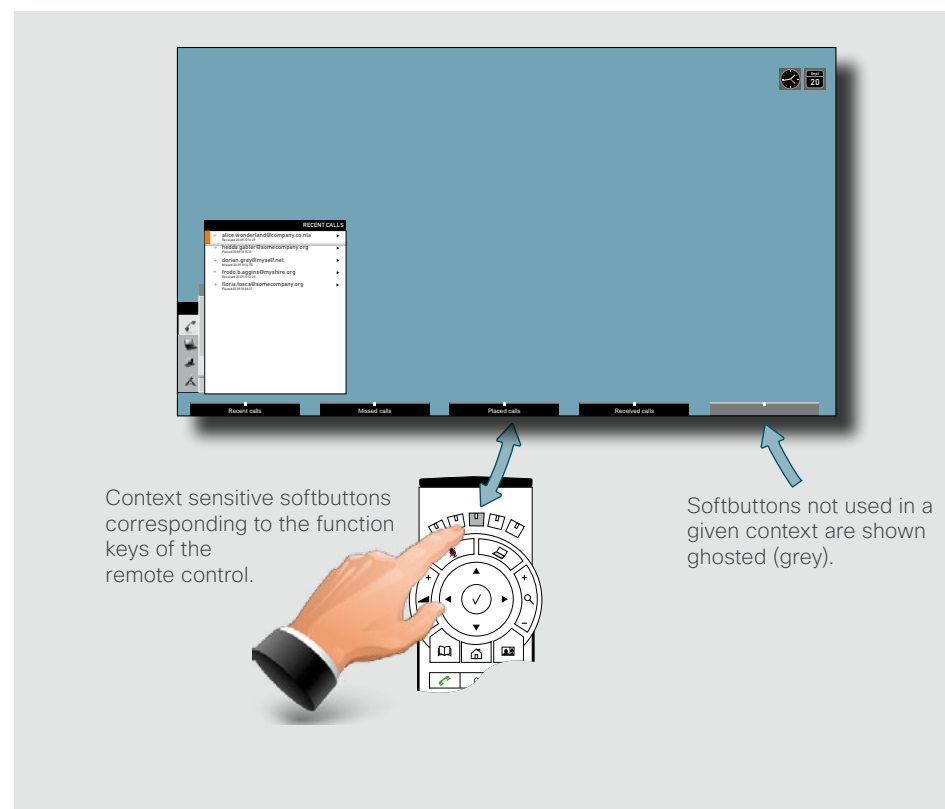 Sept
20
RECENT CALLS
alice.wonderland@company.co.nla
hedda.gabler@somecompany.org
dorian.gray@myself.net
frodo.b.aggins@myshire.org
floria.tosca@somecompany.org
Recent calls
Missed calls
Placed calls
Received calls
Context sensitive softbuttons
corresponding to the function
keys of the
remote control.
Softbuttons not used in a
given context are shown
ghosted (grey).